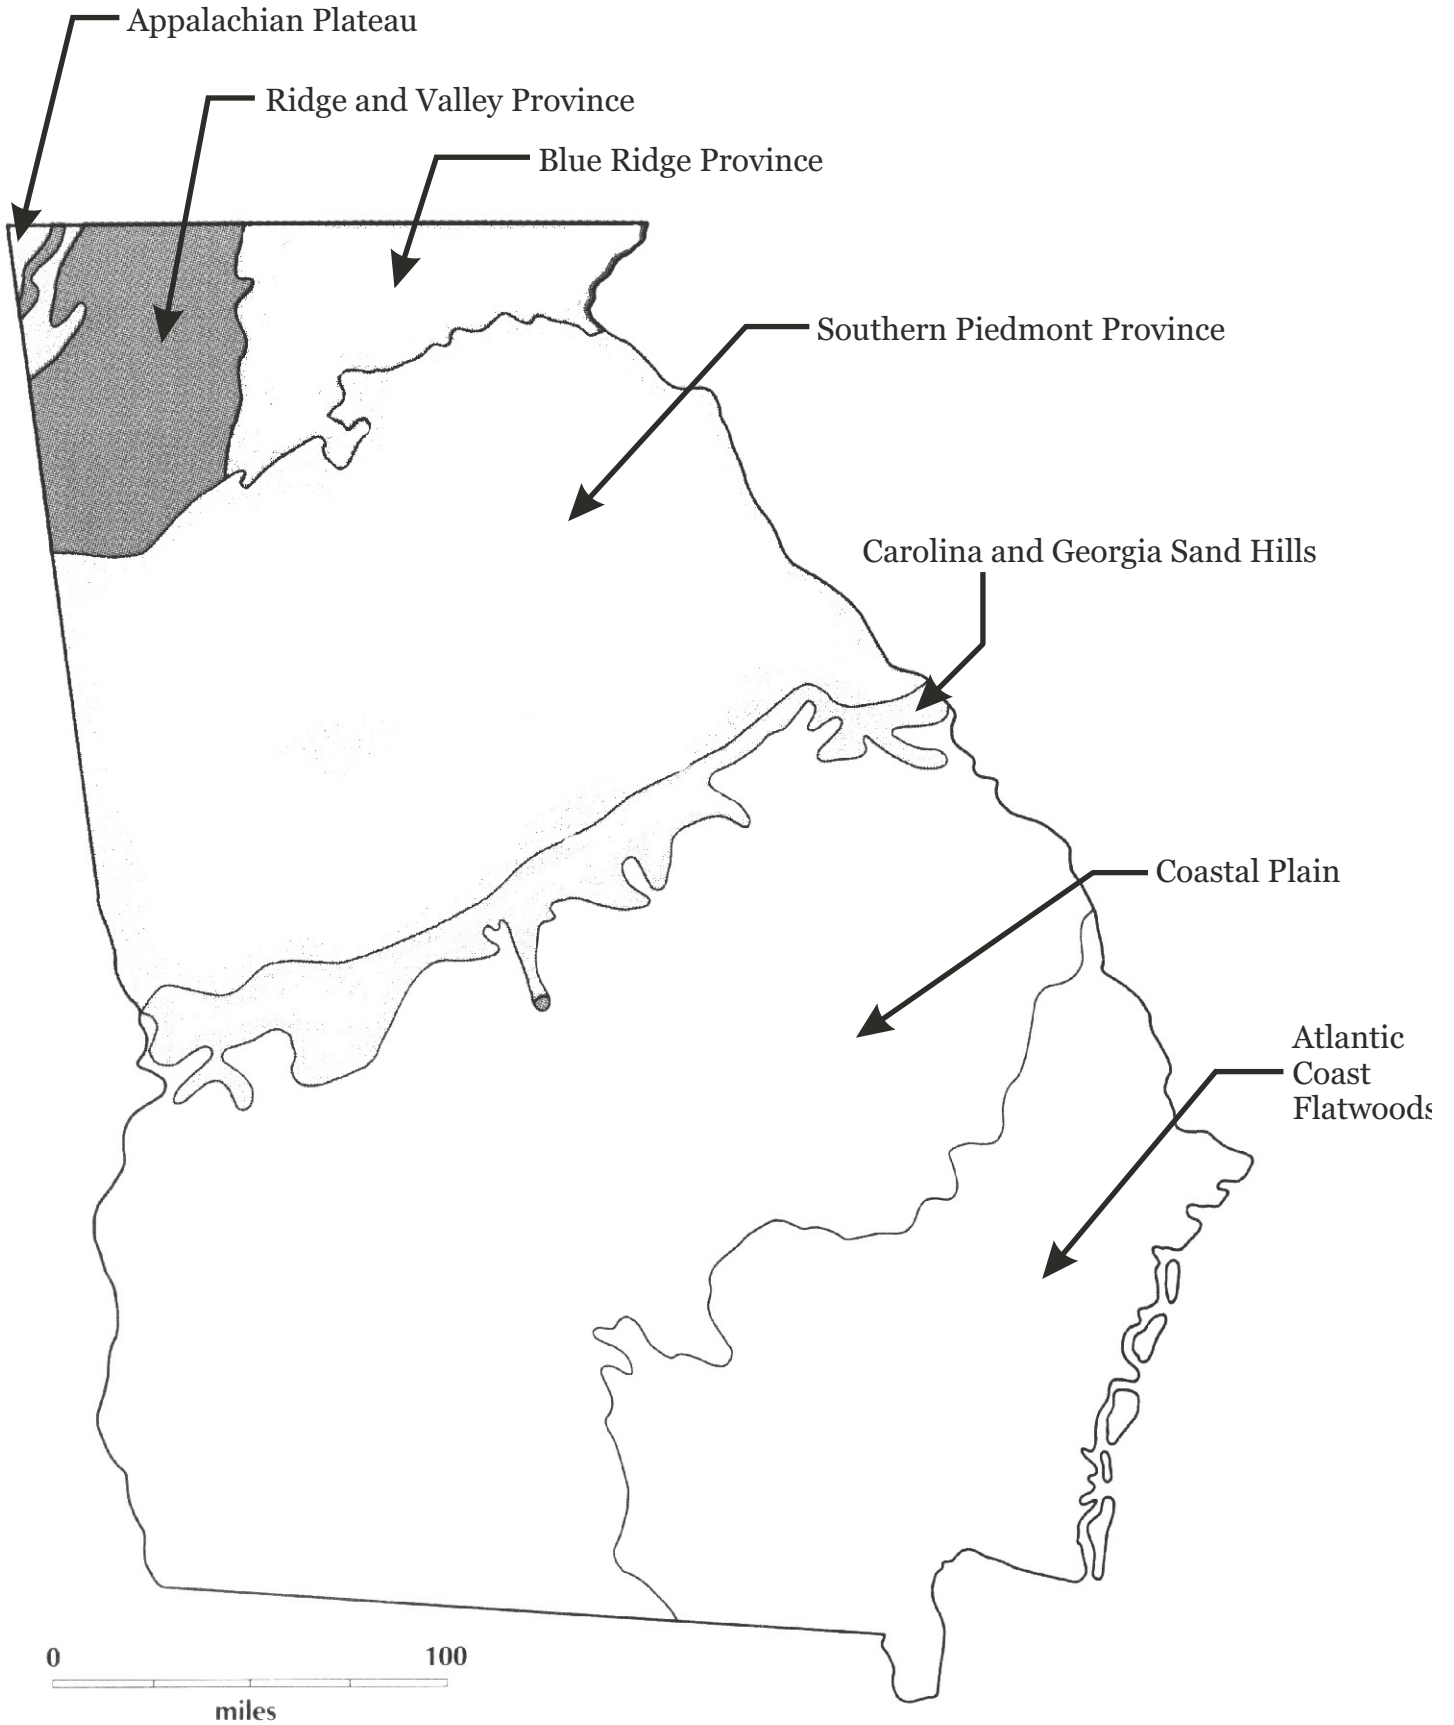 Appalachian Plateau
Ridge and Valley Province
Blue Ridge Province
Southern Piedmont Province
Carolina and Georgia Sand Hills
Coastal Plain
Atlantic
Coast
Flatwoods
0 100
miles